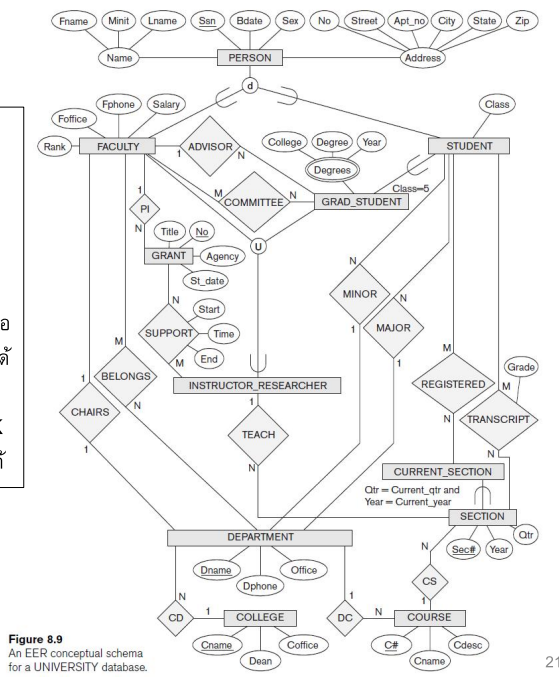 Fname Minit Lname Ssn Bdate Sex No Street Apt_no City State Zip
Name PERSON Address
d
Fphone Salary Class
Foffice
Rank FACULTY 1 ADVISOR N College Degree Year STUDENT
Degrees
M COMMITTEE N GRAD_STUDENT Class=5
1
PI
N
Title No
U
GRANT Agency
St_date
N
Start
SUPPORT Time
M
End
N MINOR 1
N MAJOR 1
อ
ด้
M BELONGS N
1 CHAIRS 1
INSTRUCTOR_RESEARCHER
1
TEACH
N
M REGISTERED N
Grade
M TRANSCRIPT N
CURRENT_SECTION
Qtr = Current_qtr and
Year = Current_year
SECTION
Sec# Year Qtr
DEPARTMENT
Dname Dphone Office
N
CS
1
N CD 1 COLLEGE
1 DC N COURSE
Cname Dean Coffice
C# Cname Cdesc
Figure 8.9
An EER conceptual schema
for a UNIVERSITY database.
21